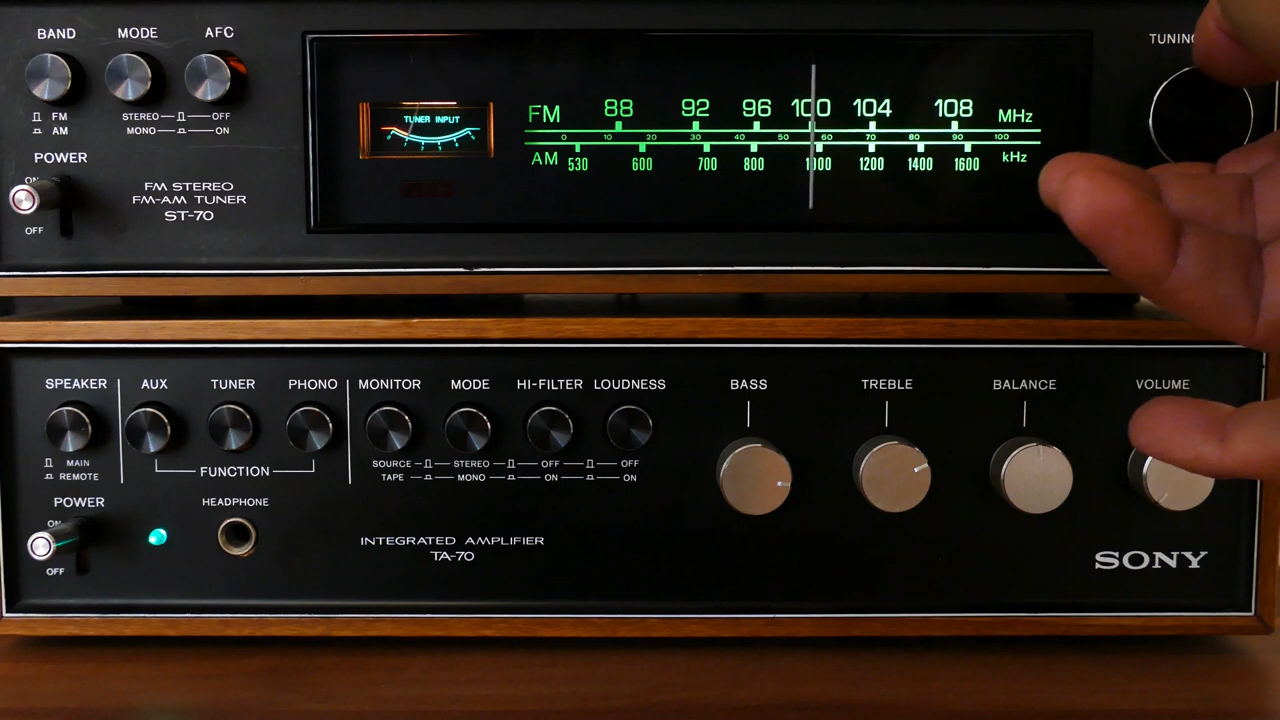 BAND MODE AFC
TUNING
FM 88 92 96 100 104 108 MHz
TUNER INPUT
0 10 20 30 40 50 60 70 80 90 100
AM 530 600 700 800 1000 1200 1400 1600 kHz
FM STEREO OFF
AM MONO ON
POWER
ON
OFF
FM STEREO
FM-AM TUNER
ST-70
SPEAKER AUX TUNER PHONO MONITOR MODE HI-FILTER LOUDNESS BASS TREBLE BALANCE VOLUME
MAIN
REMOTE
FUNCTION
SOURCE STEREO OFF OFF
TAPE MONO ON ON
POWER
ON
OFF
HEADPHONE
INTEGRATED AMPLIFIER
TA-70
SONY